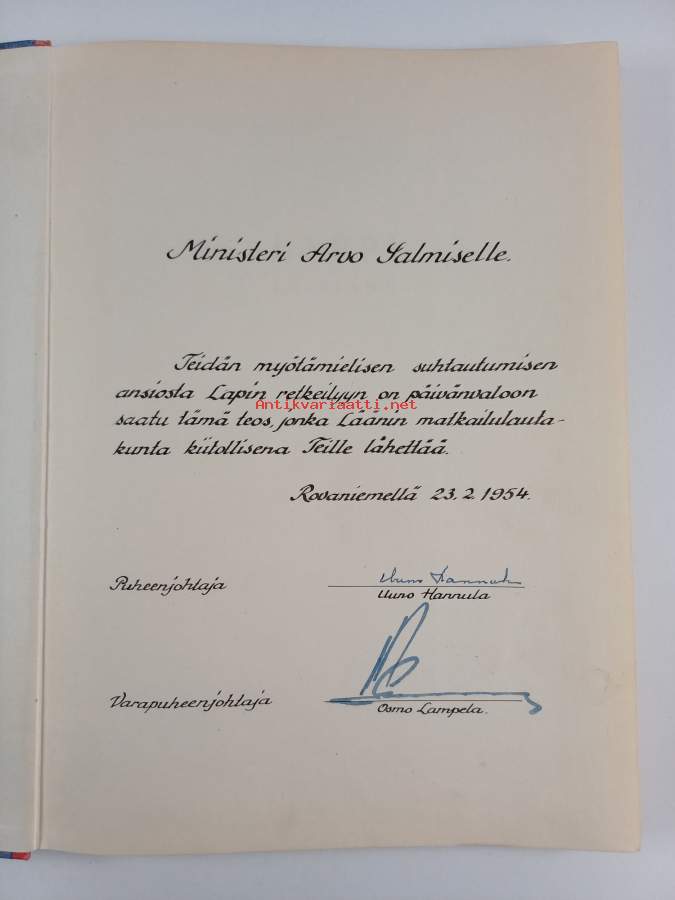 Ministeri Arvo Salmiselle.
Teidän myötämielisen suhtautumisen
ansiosta Lapin retkeilyyn on päivänvaloon
Antikvariaatti.net
saatu tämä teos, jonka Läänin matkailulauta-
kunta kiitollisena Teille lähettää.
Rovaniemellä 23.2.1954.
Puheenjohtaja
Uuno Hannula
Uuno Hannula
Varapuheenjohtaja
Osmo Lampela.